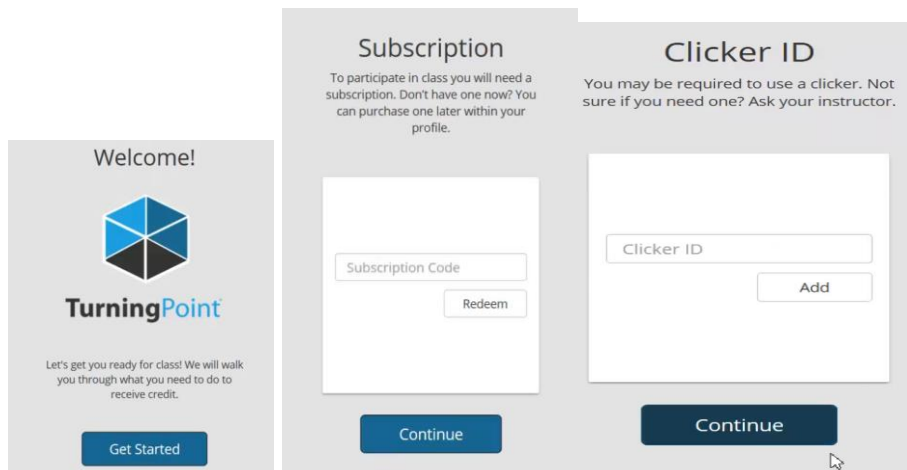 Welcome!
TurningPoint
Let's get you ready for class! We will walk
you through what you need to do to
receive credit.
Get Started
Subscription
To participate in class you will need a
subscription. Don't have one now? You
can purchase one later within your
profile.
Subscription Code
Redeem
Continue
Clicker ID
You may be required to use a clicker. Not
sure if you need one? Ask your instructor.
Clicker ID
Add
Continue